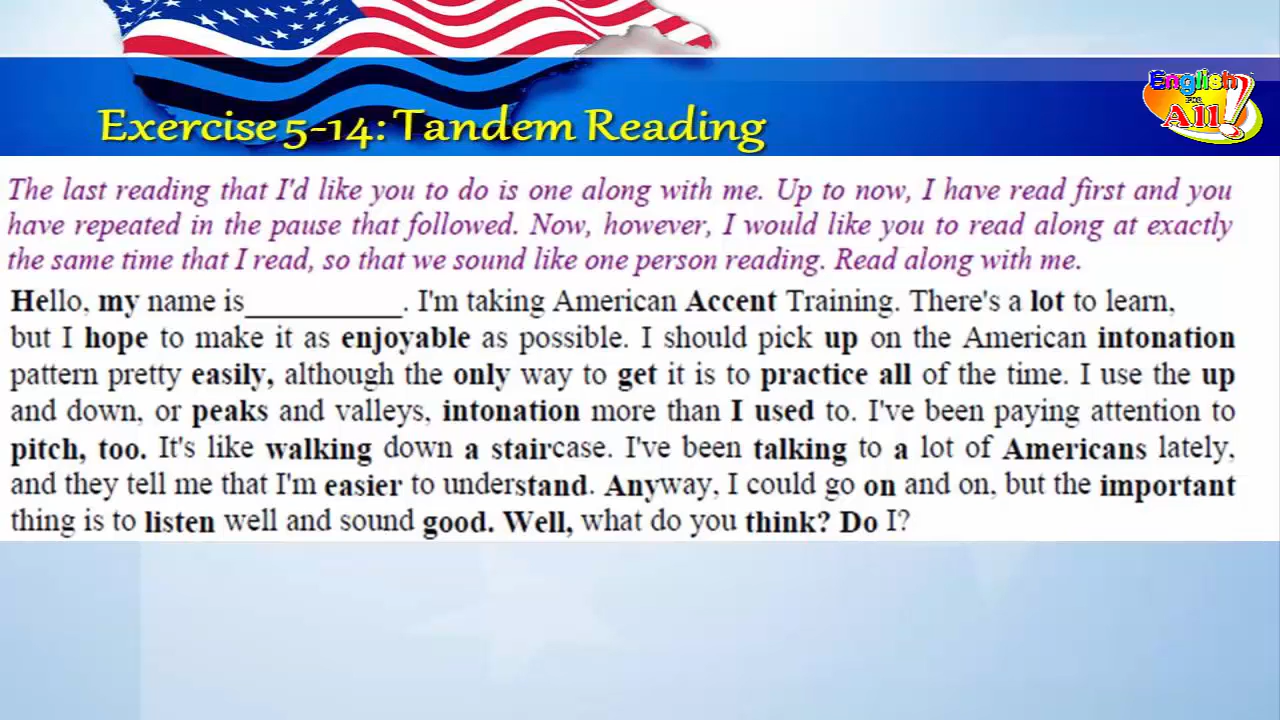 Exercise 5-14: Tandem Reading
English
FOR
All!
The last reading that I'd like you to do is one along with me. Up to now, I have read first and you
have repeated in the pause that followed. Now, however, I would like you to read along at exactly
the same time that I read, so that we sound like one person reading. Read along with me.
Hello, my name is__________. I'm taking American Accent Training. There's a lot to learn,
but I hope to make it as enjoyable as possible. I should pick up on the American intonation
pattern pretty easily, although the only way to get it is to practice all of the time. I use the up
and down, or peaks and valleys, intonation more than I used to. I've been paying attention to
pitch, too. It's like walking down a staircase. I've been talking to a lot of Americans lately,
and they tell me that I'm easier to understand. Anyway, I could go on and on, but the important
thing is to listen well and sound good. Well, what do you think? Do I?